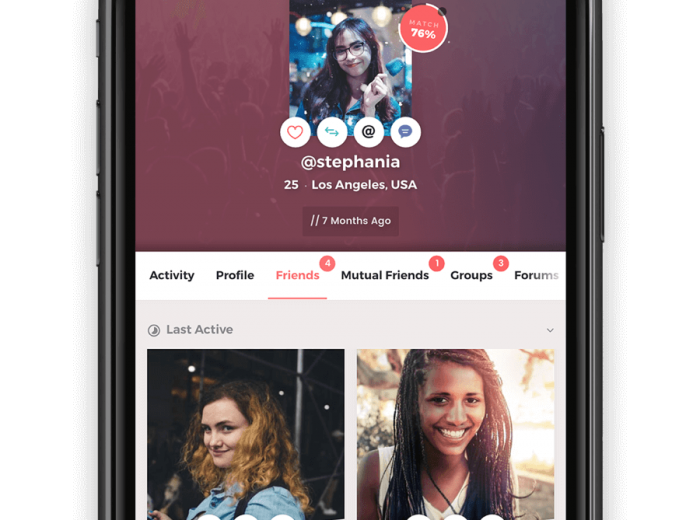 MATCH
76%
@
@stephania
25 · Los Angeles, USA
// 7 Months Ago
Activity Profile Friends 4 Mutual Friends 1 Groups 3 Forums
Last Active